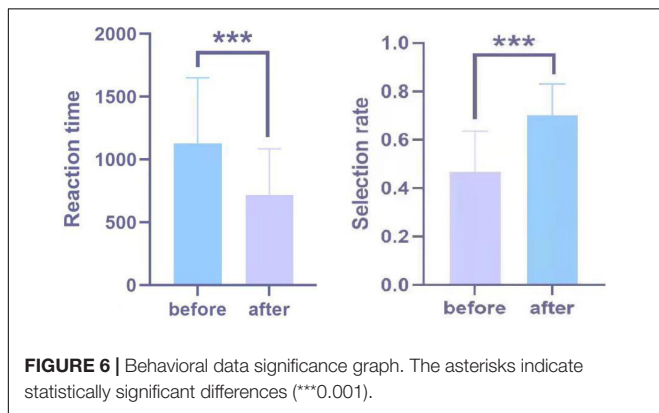 2000
1500
1000
500
0
Reaction time
***
before after
1.0
0.8
0.6
0.4
0.2
0.0
Selection rate
***
before after
FIGURE 6 | Behavioral data significance graph. The asterisks indicate
statistically significant differences (***0.001).